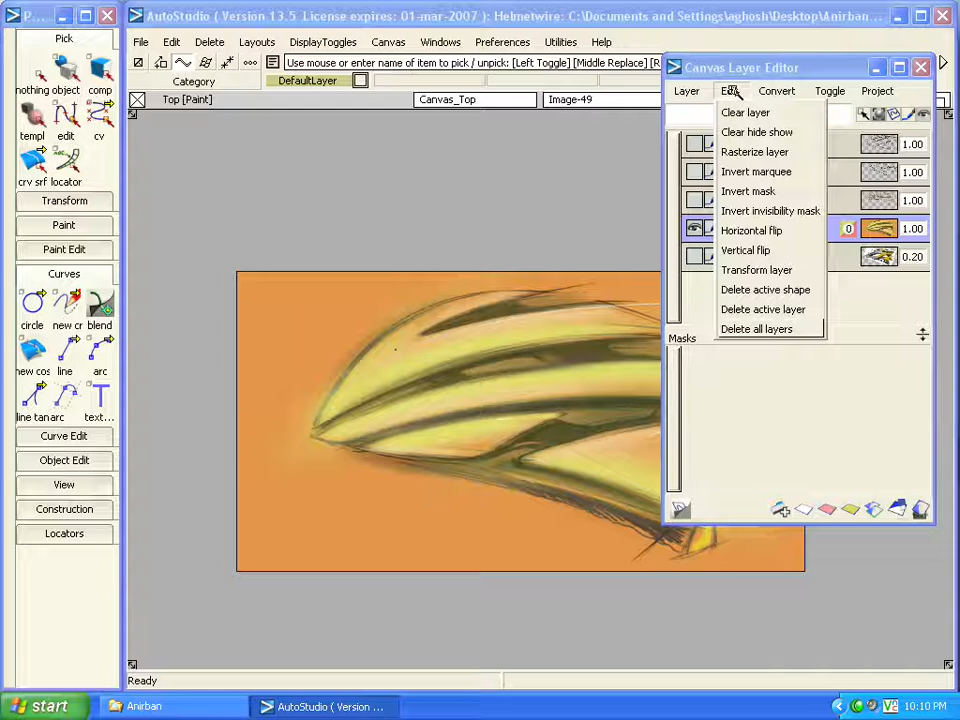 P...
AutoStudio ( Version 13.5 License expires: 01-mar-2007 ): Helmetwire: C:\Documents and Settings\aghosh\Desktop\Anirban...
Pick
File Edit Delete Layouts DisplayToggles Canvas Windows Preferences Utilities Help
Use mouse or enter name of item to pick / unpick: [Left Toggle] [Middle Replace] [R
Category DefaultLayer
Top [Paint] Canvas_Top Image-49
nothing object comp
templ edit cv
crv srf locator
Transform
Paint
Paint Edit
Curves
circle new cr blend
new cos line arc
line tanarc text...
Curve Edit
Object Edit
View
Construction
Locators
Canvas Layer Editor
Layer Edit Convert Toggle Project
Clear layer
Clear hide show
Rasterize layer
Invert marquee
Invert mask
Invert invisibility mask
Horizontal flip
Vertical flip
Transform layer
Delete active shape
Delete active layer
Delete all layers
1.00
1.00
1.00
0 1.00
0.20
Masks
Ready
start Anirban AutoStudio ( Version ... 10:10 PM